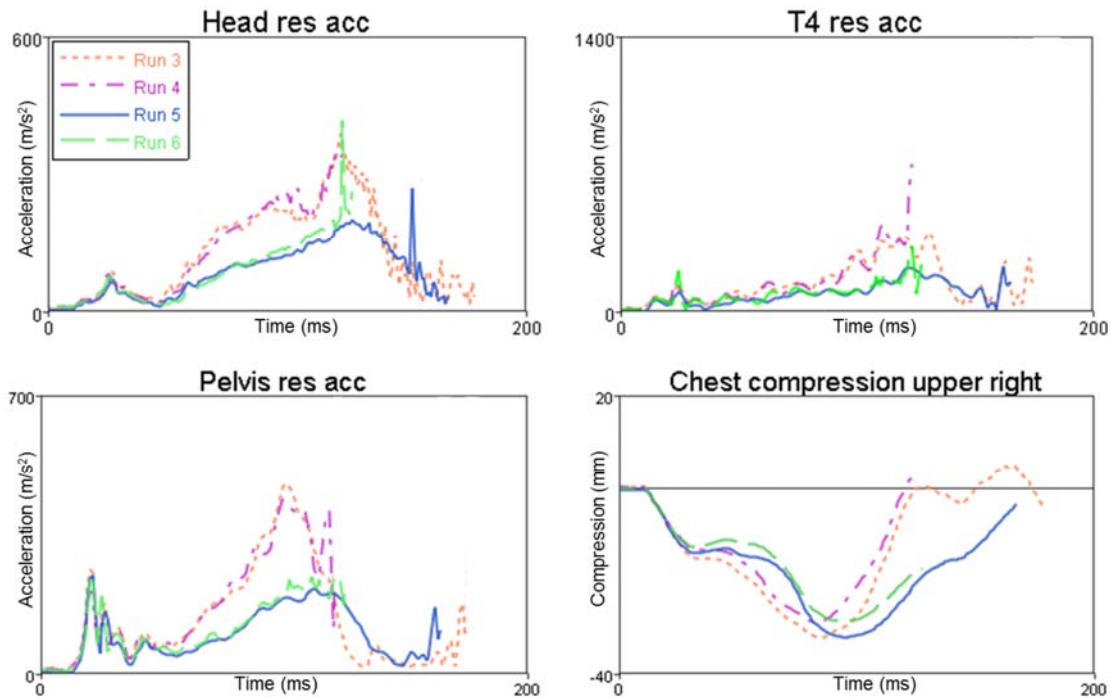 Head res acc
600
Acceleration (m/s²)
Run 3
Run 4
Run 5
Run 6
0
0
Time (ms)
200
T4 res acc
1400
Acceleration (m/s²)
0
0
Time (ms)
200
Pelvis res acc
700
Acceleration (m/s²)
0
0
Time (ms)
200
Chest compression upper right
20
Compression (mm)
-40
0
Time (ms)
200